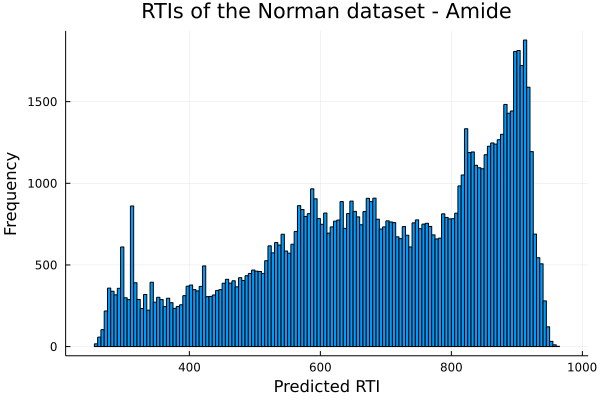 RTIs of the Norman dataset - Amide
Frequency
1500
1000
500
0
400
600
800
1000
Predicted RTI